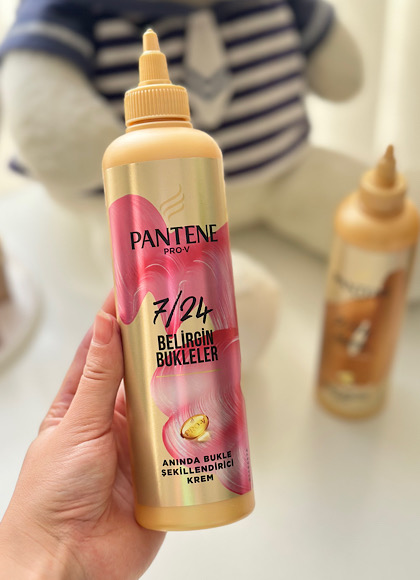 PANTENE
PRO-V
7/24
BELİRGİN
BUKLELER
ANINDA BUKLE
ŞEKİLLENDİRİCİ
KREM